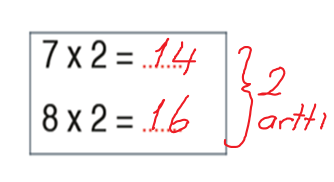 7 x 2 = 14
8 x 2 = 16
2
arttı